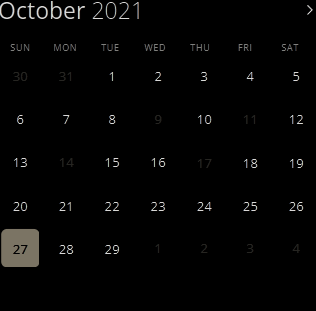 October 2021
SUN MON TUE WED THU FRI SAT
30 31 1 2 3 4 5
6 7 8 9 10 11 12
13 14 15 16 17 18 19
20 21 22 23 24 25 26
27 28 29 1 2 3 4